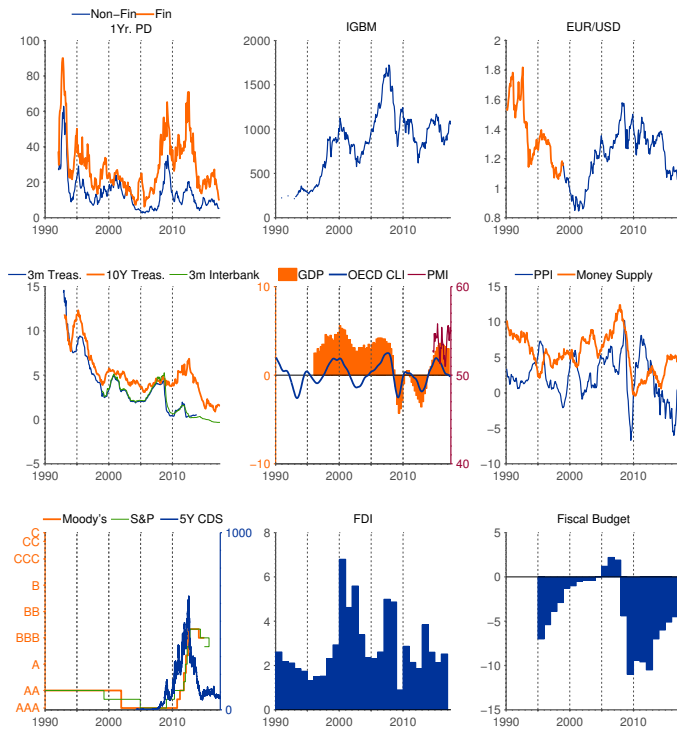 Non-Fin Fin
1Yr. PD
100
80
60
40
20
0
1990 2000 2010
IGBM
2000
1500
1000
500
0
1990 2000 2010
EUR/USD
2
1.8
1.6
1.4
1.2
1
0.8
1990 2000 2010
3m Treas. 10Y Treas. 3m Interbank
15
10
5
0
−5
1990 2000 2010
GDP OECD CLI PMI
10
0
−10
60
50
40
1990 2000 2010
PPI Money Supply
15
10
5
0
−5
−10
1990 2000 2010
Moody's S&P 5Y CDS
C
CC
CCC
B
BB
BBB
A
AA
AAA
1000
0
1990 2000 2010
FDI
8
6
4
2
0
1990 2000 2010
Fiscal Budget
5
0
−5
−10
−15
1990 2000 2010